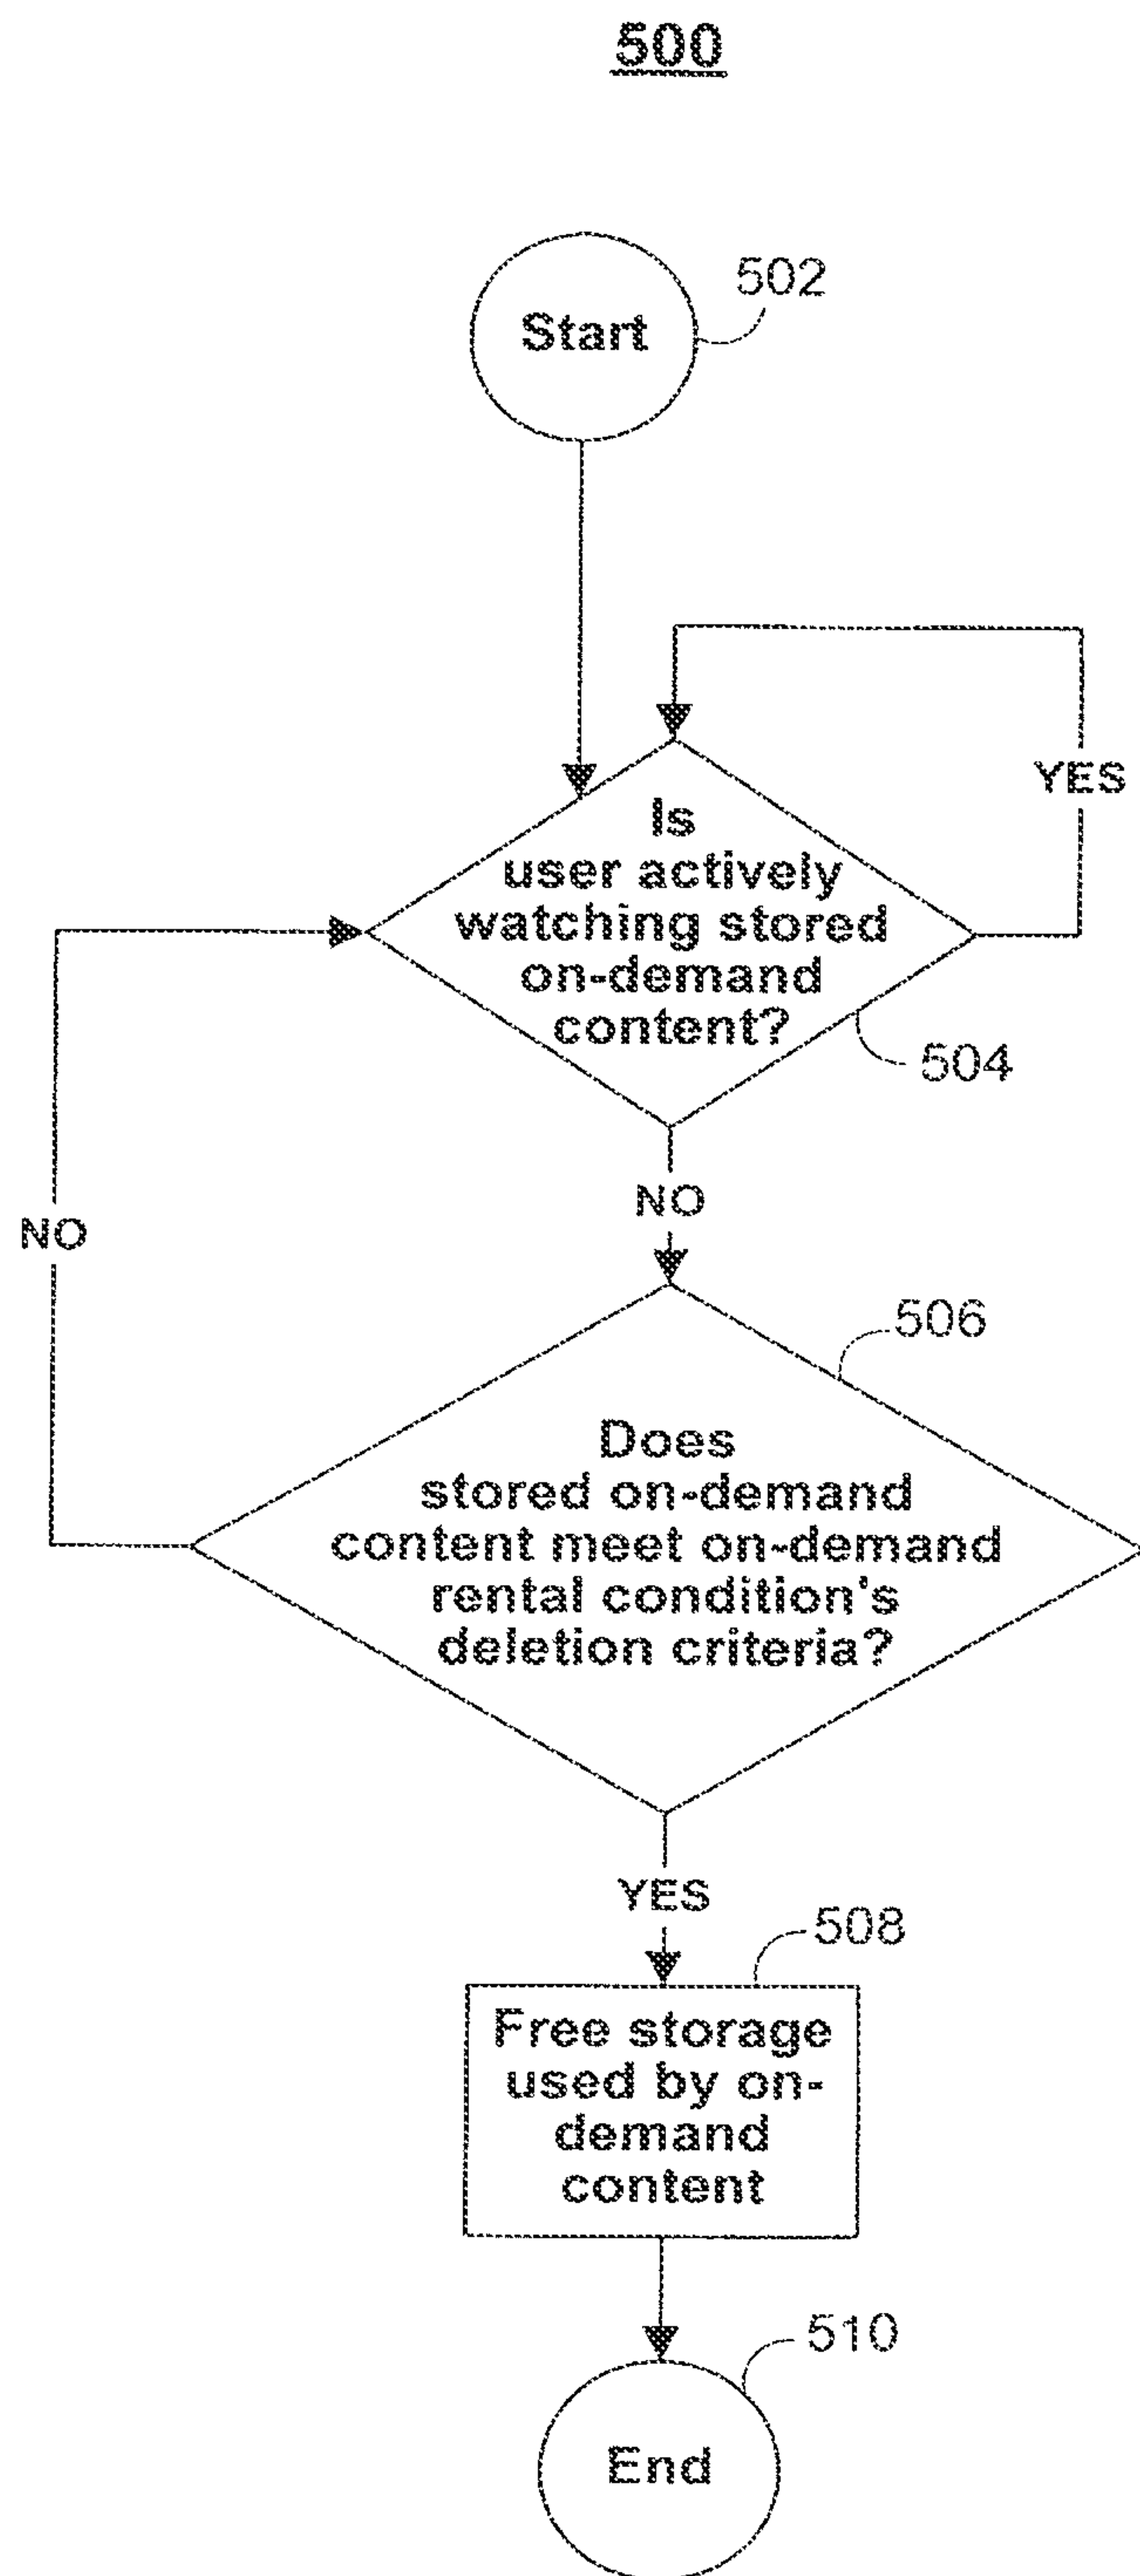 500
Start
502
YES
Is
user actively
watching stored
on-demand
content?
504
NO
NO
506
Does
stored on-demand
content meet on-demand
rental condition's
deletion criteria?
YES
508
Free storage
used by on-
demand
content
510
End